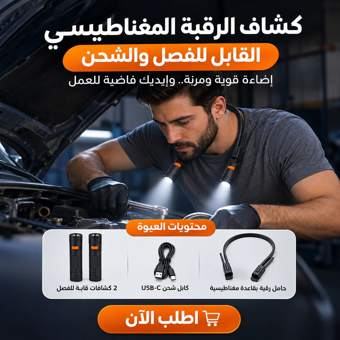 كشاف الرقبة المغناطيسي
القابل للفصل والشحن
إضاءة قوية ومرنة.. وإيديك فاضية للعمل
محتويات العبوة
حامل رقبة بقاعدة مغناطيسية
كابل شحن USB-C
2 كشافات قابلة للفصل
اطلب الآن